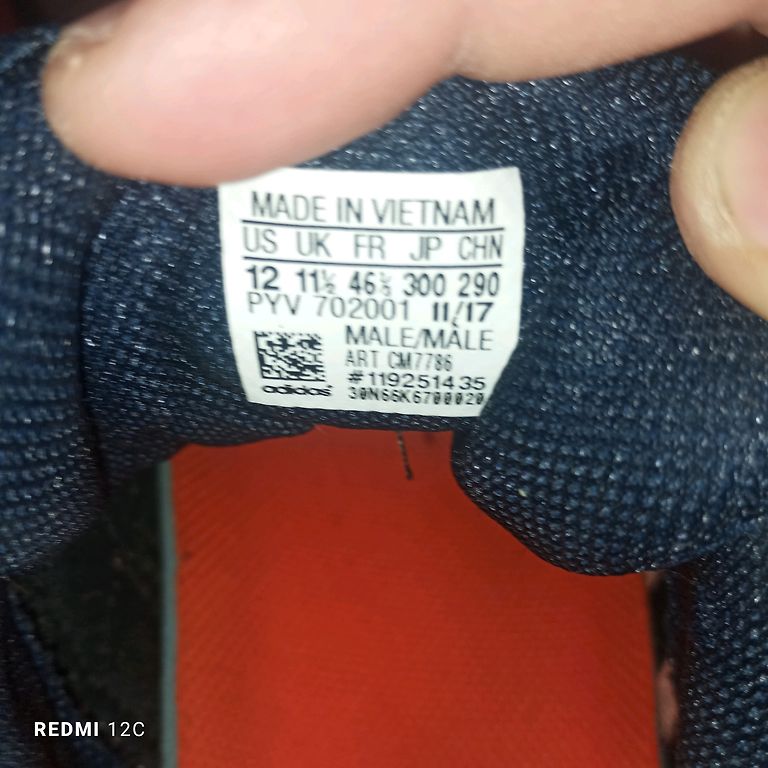 MADE IN VIETNAM
US UK FR JP CHN
12 11½ 46⅔ 300 290
PYV 702001 11/17
MALE/MÂLE
ART CM7786
#119251435
adidas
30N66K6700020
REDMI 12C